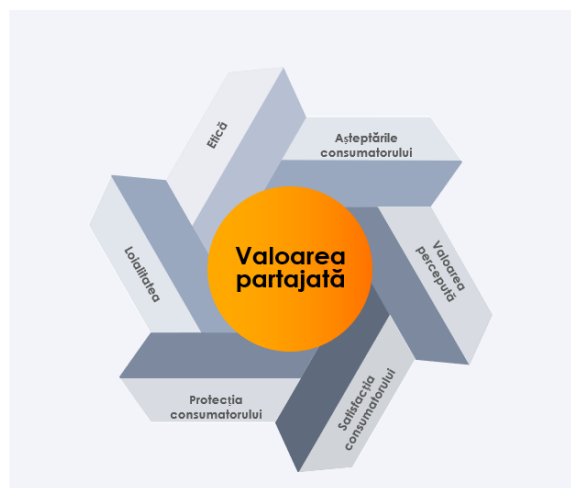 Valoarea
partajată
Așteptările
consumatorului
Valoarea
percepută
Satisfacția
consumatorului
Protecția
consumatorului
Loialitatea
Etică